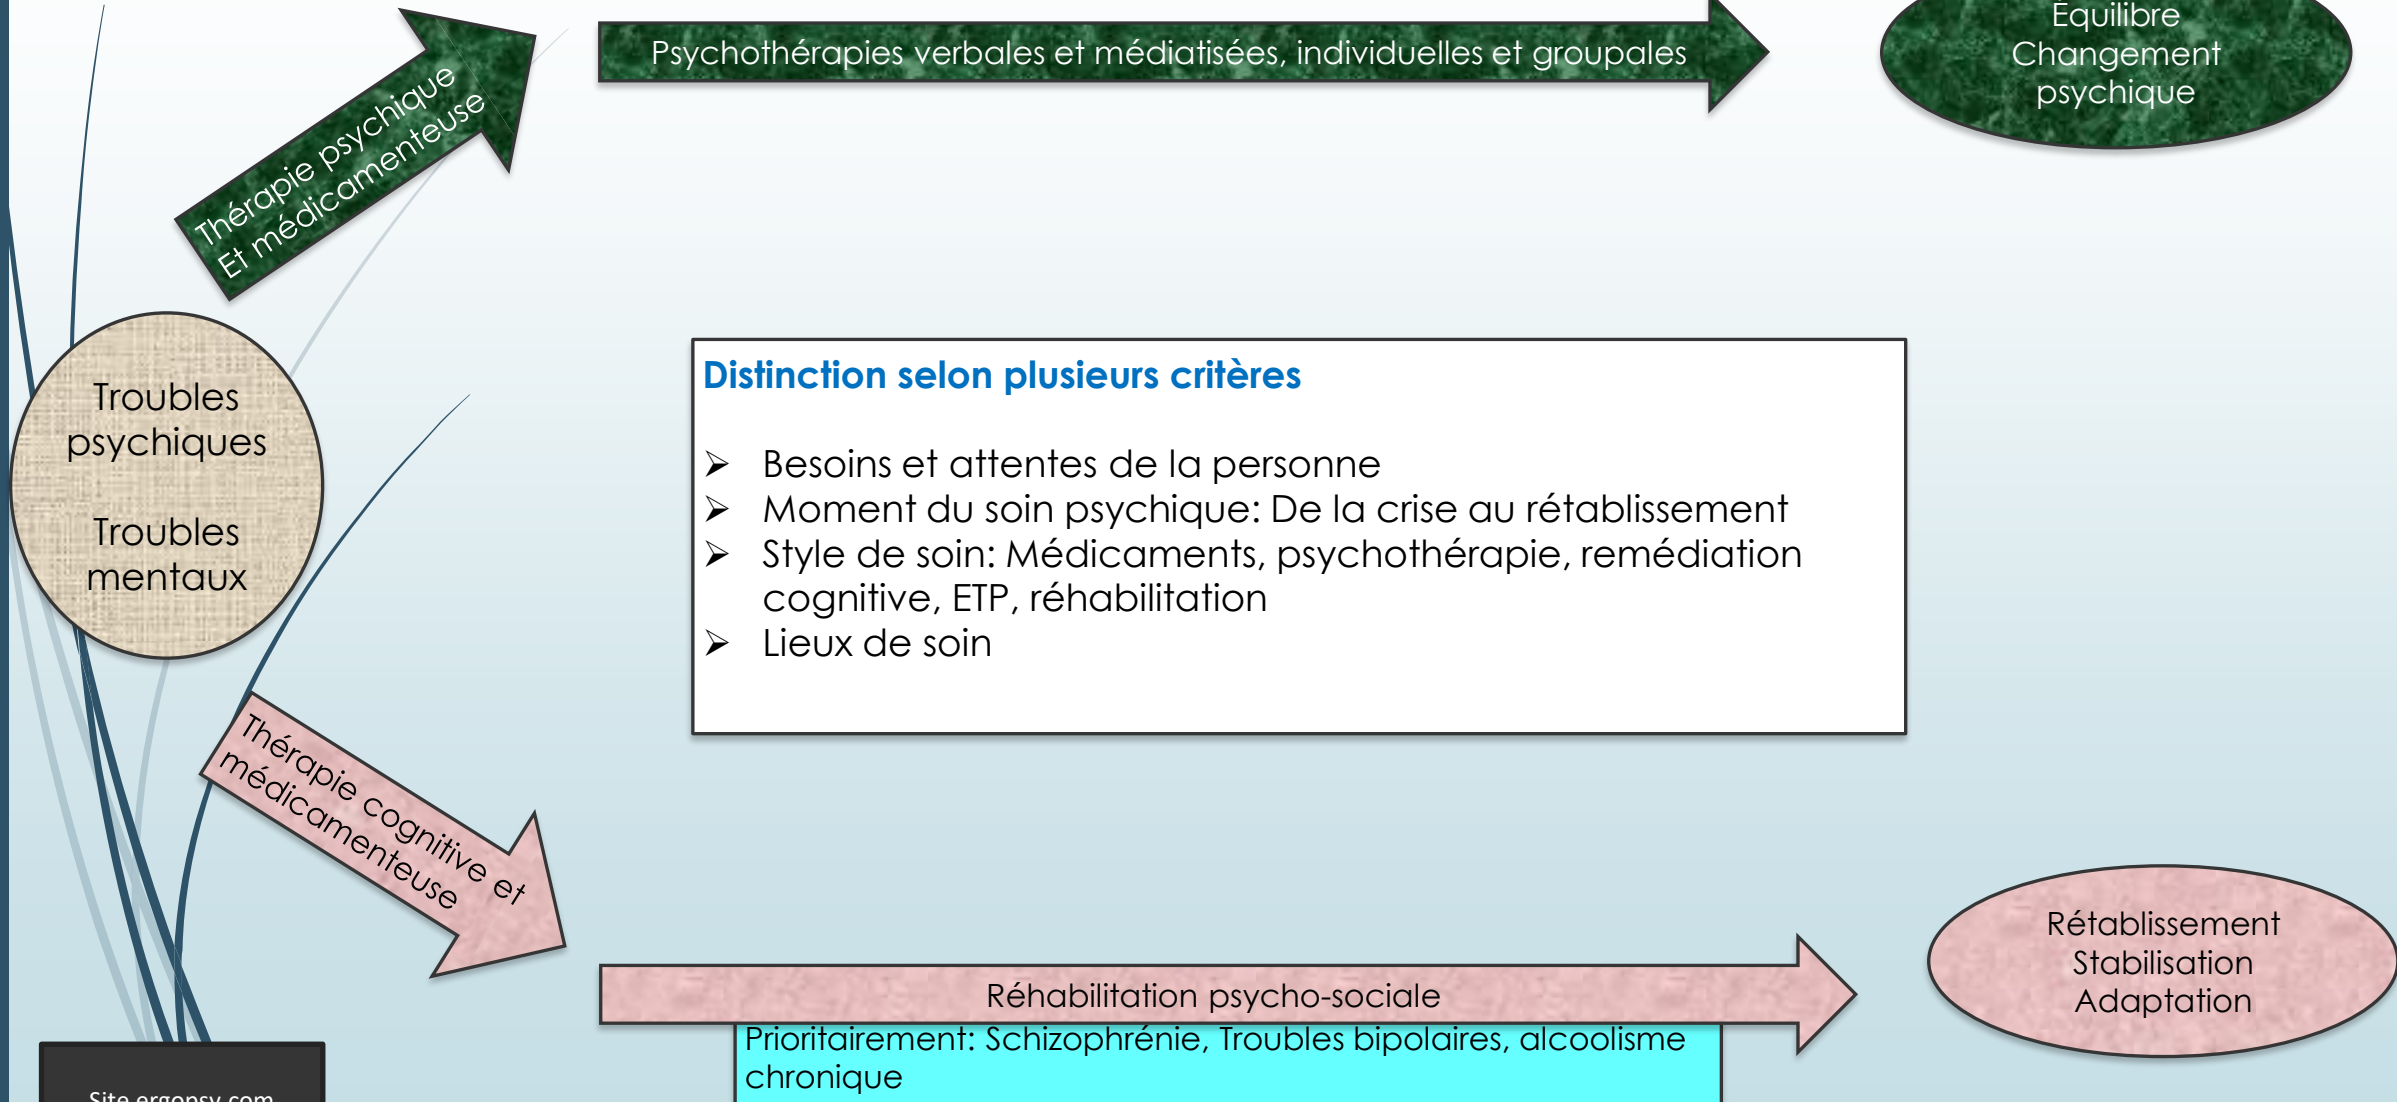 Équilibre
Changement
psychique
Psychothérapies verbales et médiatisées, individuelles et groupales
Thérapie psychique
Et médicamenteuse
Troubles
psychiques
Troubles
mentaux
Distinction selon plusieurs critères
➢ Besoins et attentes de la personne
➢ Moment du soin psychique: De la crise au rétablissement
➢ Style de soin: Médicaments, psychothérapie, remédiation
cognitive, ETP, réhabilitation
➢ Lieux de soin
Thérapie cognitive et
médicamenteuse
Réhabilitation psycho-sociale
Rétablissement
Stabilisation
Adaptation
Prioritairement: Schizophrénie, Troubles bipolaires, alcoolisme
chronique
Site ergopsy.com